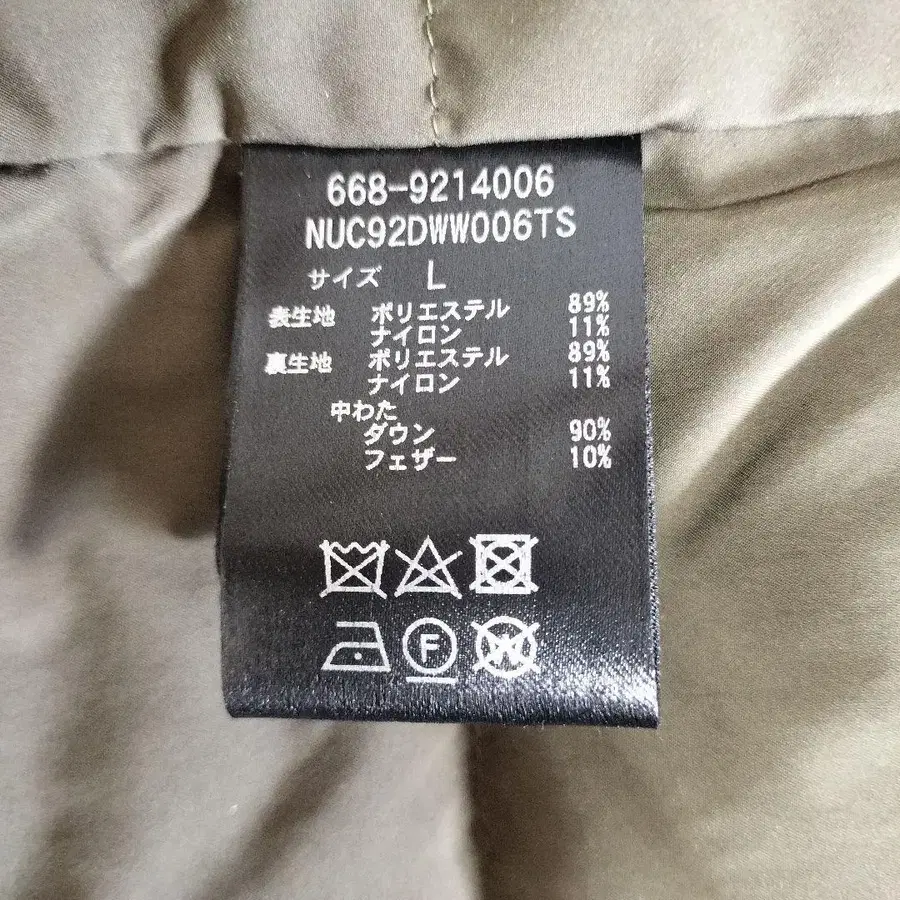 668-9214006
NUC92DWW006TS
サイズ L
表生地 ポリエステル 89%
ナイロン 11%
裏生地 ポリエステル 89%
ナイロン 11%
中わた
ダウン 90%
フェザー 10%
F W